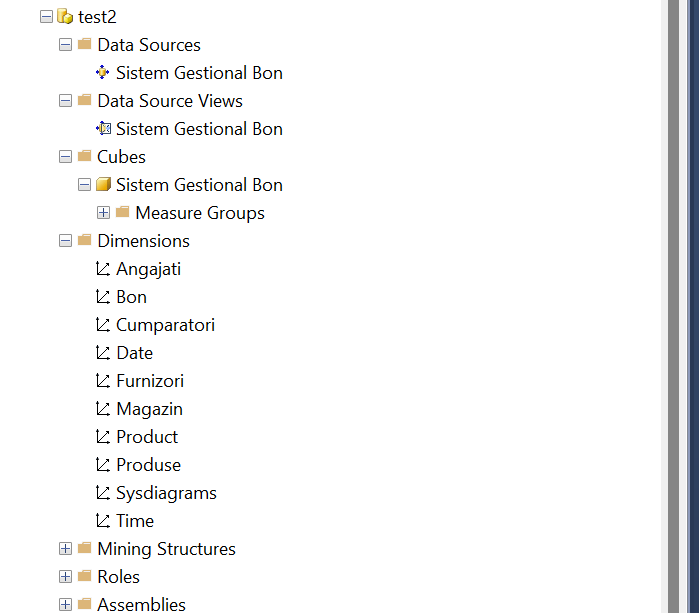 test2
Data Sources
Sistem Gestional Bon
Data Source Views
Sistem Gestional Bon
Cubes
Sistem Gestional Bon
Measure Groups
Dimensions
Angajati
Bon
Cumparatori
Date
Furnizori
Magazin
Product
Produse
Sysdiagrams
Time
Mining Structures
Roles
Assemblies